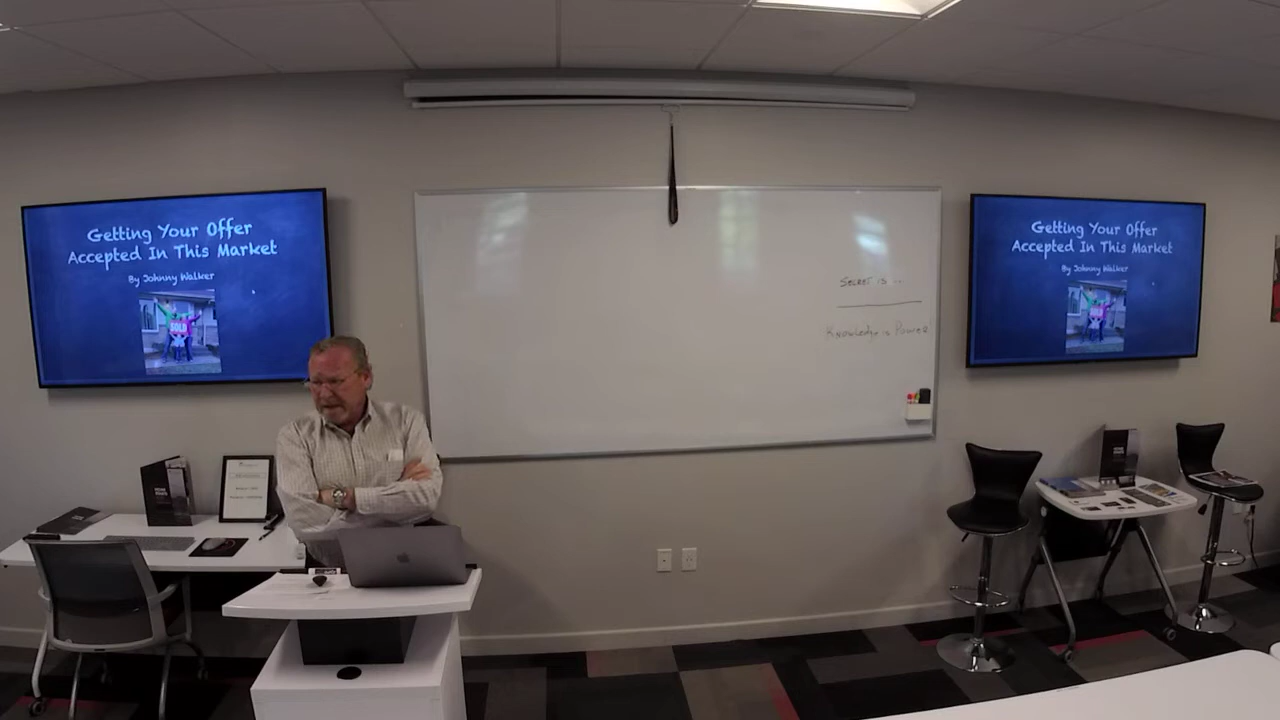 Getting Your Offer
Accepted In This Market
By Johnny Walker
SOLD
Secret is ...
Knowledge is Power!
Getting Your Offer
Accepted In This Market
By Johnny Walker